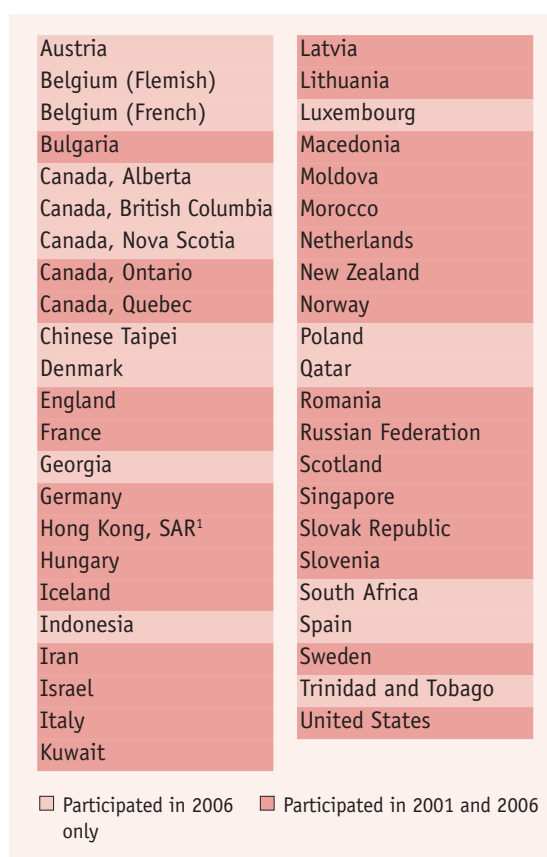 Austria
Belgium (Flemish)
Belgium (French)
Bulgaria
Canada, Alberta
Canada, British Columbia
Canada, Nova Scotia
Canada, Ontario
Canada, Quebec
Chinese Taipei
Denmark
England
France
Georgia
Germany
Hong Kong, SAR¹
Hungary
Iceland
Indonesia
Iran
Israel
Italy
Kuwait
Latvia
Lithuania
Luxembourg
Macedonia
Moldova
Morocco
Netherlands
New Zealand
Norway
Poland
Qatar
Romania
Russian Federation
Scotland
Singapore
Slovak Republic
Slovenia
South Africa
Spain
Sweden
Trinidad and Tobago
United States
Participated in 2006
only
Participated in 2001 and 2006